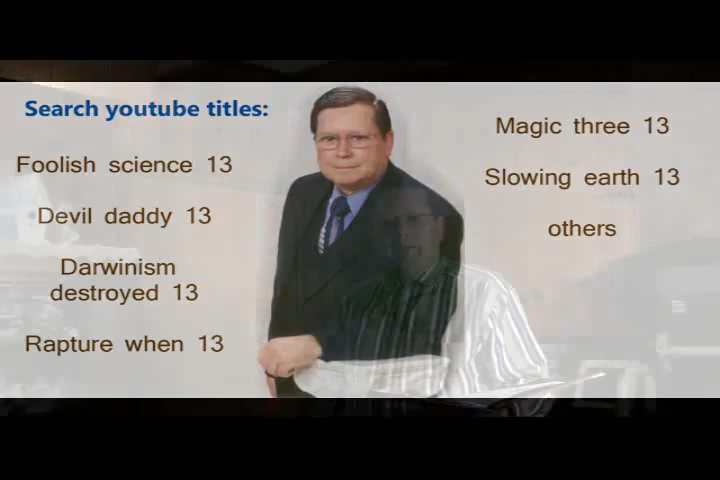 Search youtube titles:
Foolish science 13
Devil daddy 13
Darwinism
destroyed 13
Rapture when 13
Magic three 13
Slowing earth 13
others